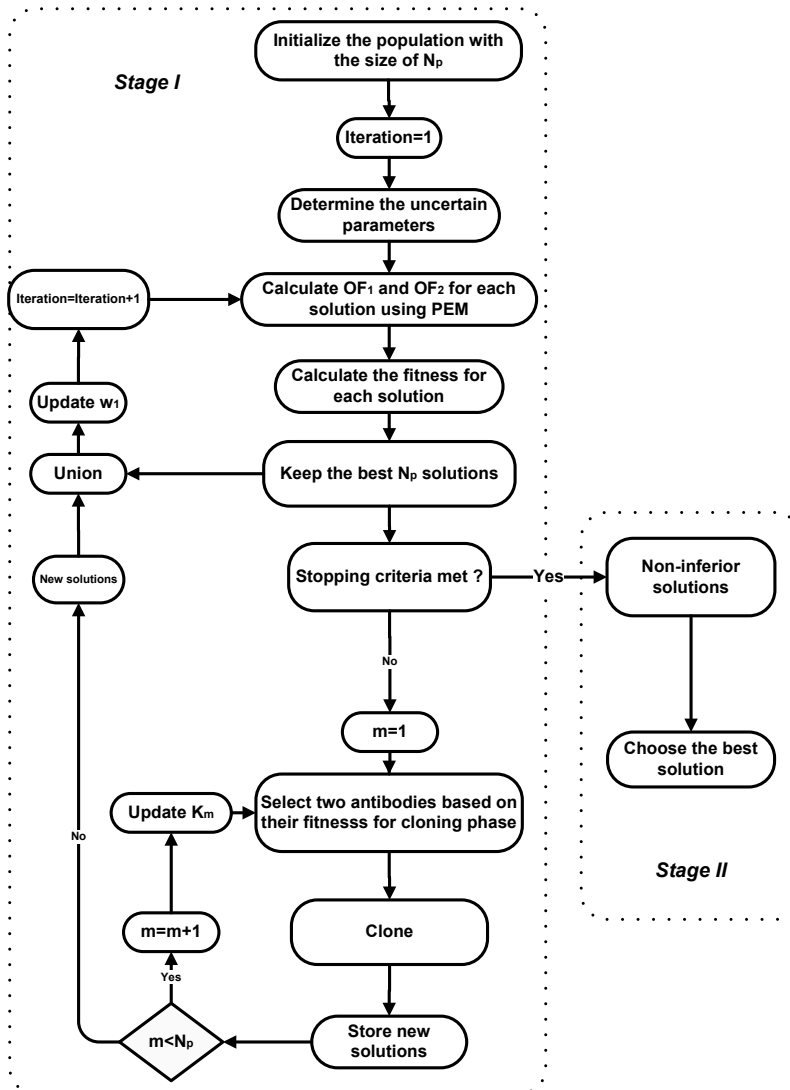 Initialize the population with
the size of Np
Stage I
Iteration=1
Determine the uncertain
parameters
Iteration=Iteration+1
Calculate OF1 and OF2 for each
solution using PEM
Calculate the fitness for
each solution
Update w1
Union
Keep the best Np solutions
New solutions
Stopping criteria met ?
Yes
Non-inferior
solutions
No
m=1
Choose the best
solution
Update Km
Select two antibodies based on
their fitnesss for cloning phase
No
Stage II
m=m+1
Clone
Yes
m<Np
Store new
solutions